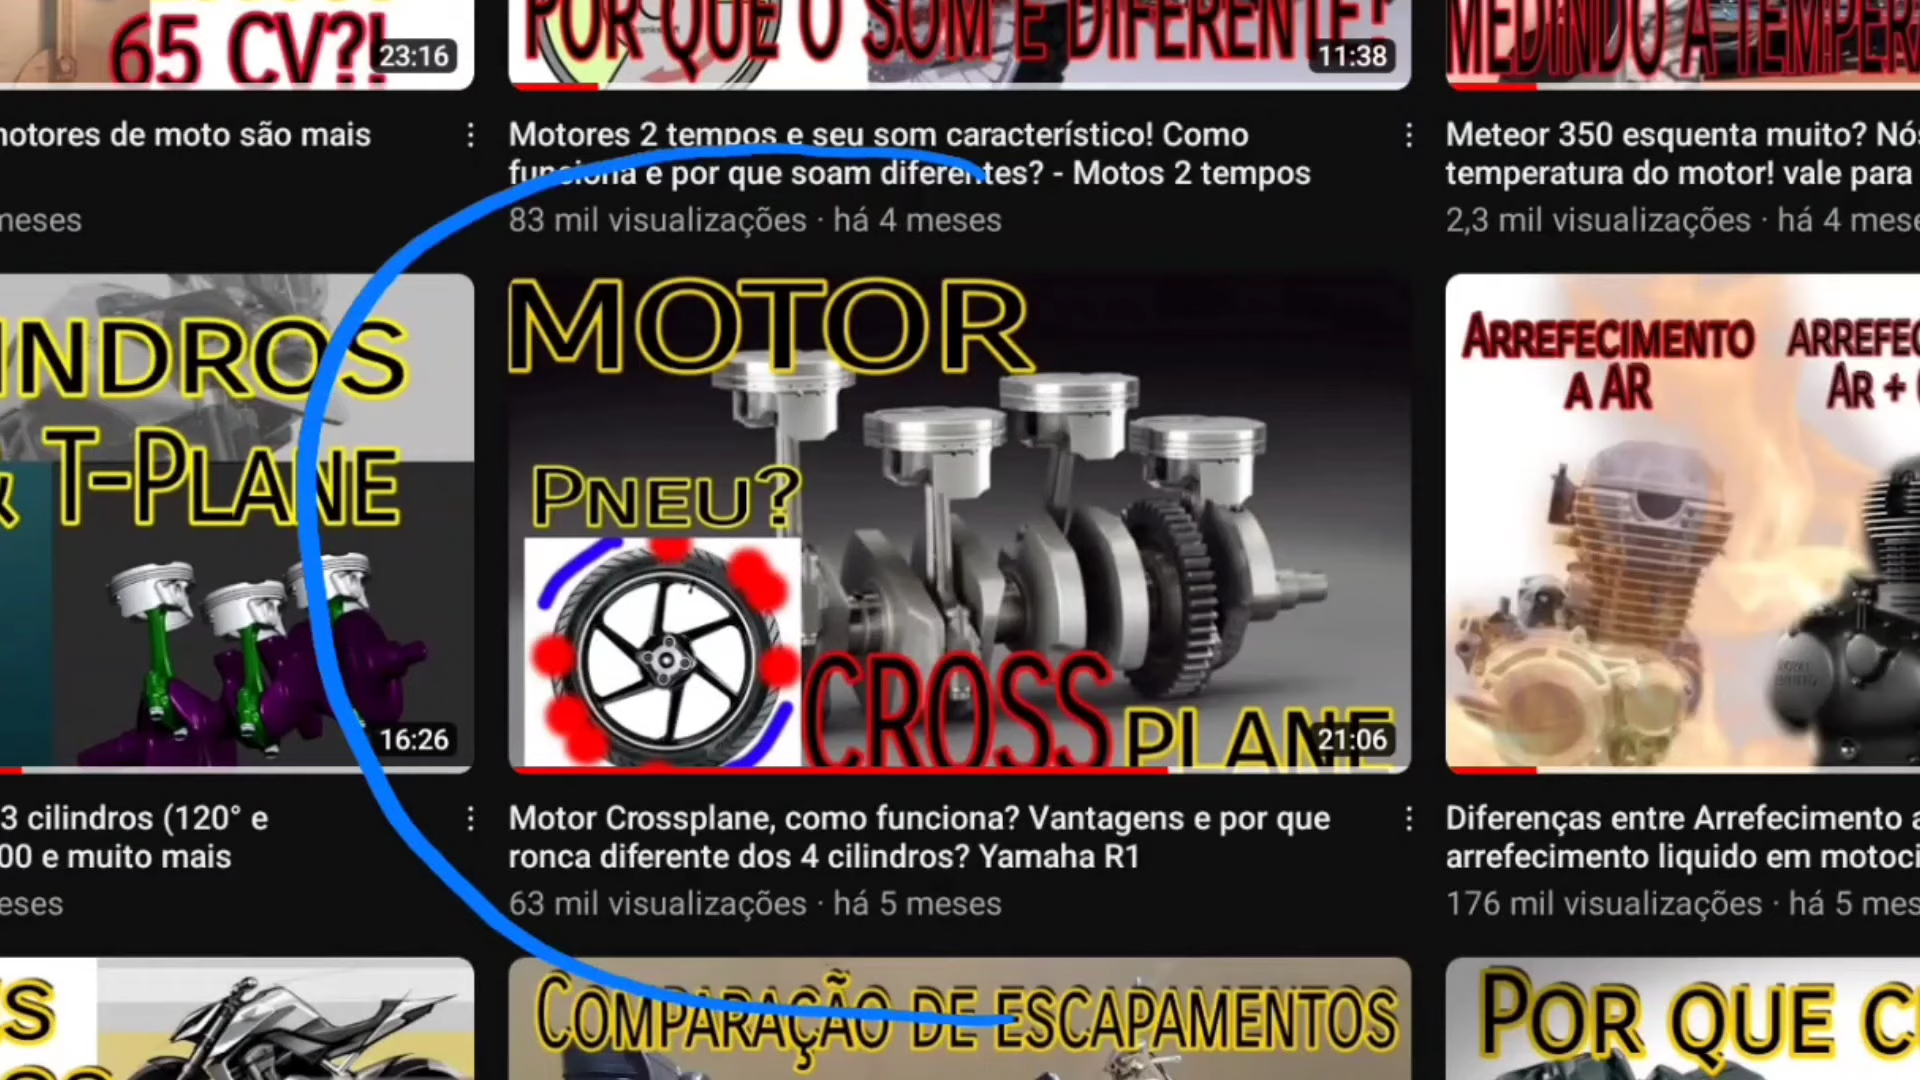 65 CV?!
23:16
POR QUE O SOM É DIFERENTE?
11:38
MEDINDO A
motores de moto são mais
meses
Motores 2 tempos e seu som característico! Como
funciona e por que soam diferentes? - Motos 2 tempos
83 mil visualizações · há 4 meses
Meteor 350 esquenta muito? Nós
temperatura do motor! vale para
2,3 mil visualizações · há 4 mese
INDROS
& T-PLANE
16:26
3 cilindros (120° e
00 e muito mais
eses
MOTOR
PNEU?
CROSS PLANE
21:06
Motor Crossplane, como funciona? Vantagens e por que
ronca diferente dos 4 cilindros? Yamaha R1
63 mil visualizações · há 5 meses
ARREFECIMENTO
A AR
ARREFEC
AR +
Diferenças entre Arrefecimento a
arrefecimento liquido em motoci
176 mil visualizações · há 5 mes
COMPARAÇÃO DE ESCAPAMENTOS
POR QUE C